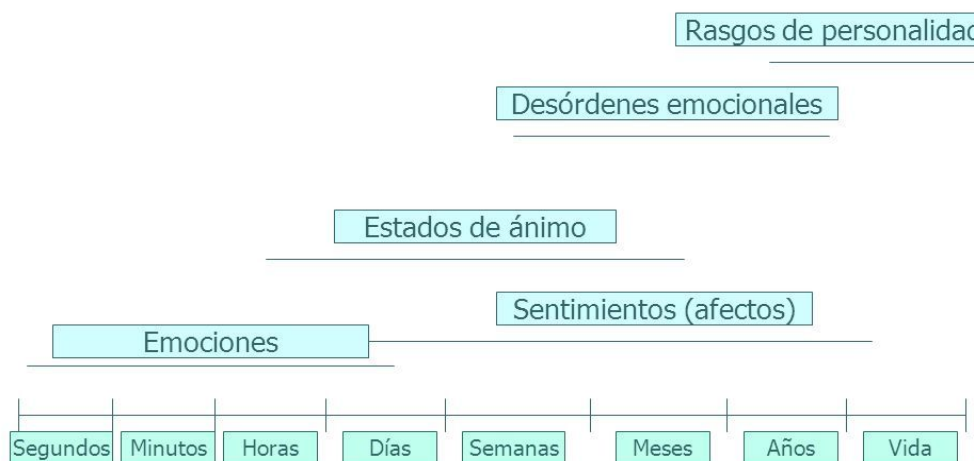 Rasgos de personalidad
Desórdenes emocionales
Estados de ánimo
Sentimientos (afectos)
Emociones
Segundos Minutos Horas Días Semanas Meses Años Vida